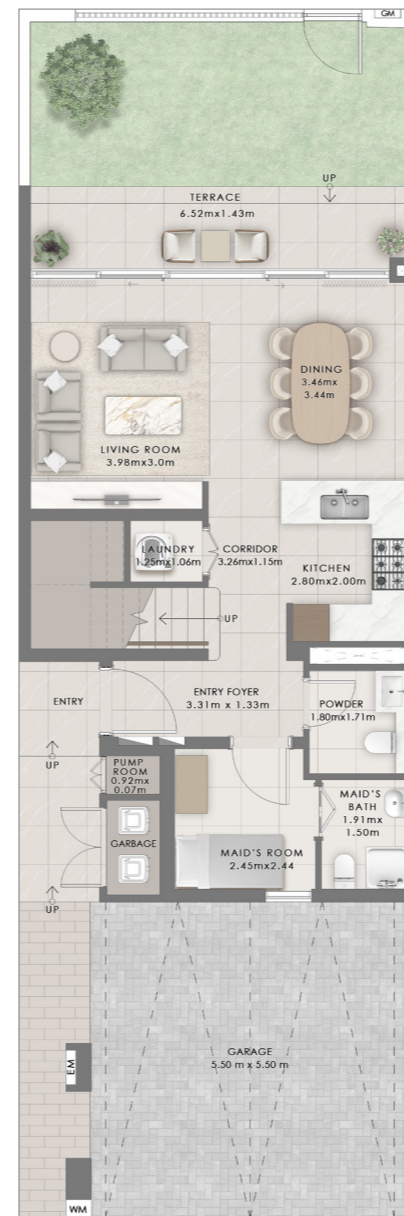 GM
UP
TERRACE
6.52mx1.43m
DINING
3.46mx
3.44m
LIVING ROOM
3.98mx3.0m
LAUNDRY
1.25mx1.06m
CORRIDOR
3.26mx1.15m
KITCHEN
2.80mx2.00m
UP
ENTRY
ENTRY FOYER
3.31m x 1.33m
POWDER
1.80mx1.71m
UP
PUMP
ROOM
0.92mx
0.07m
GARBAGE
MAID'S
BATH
1.91mx
1.50m
MAID'S ROOM
2.45mx2.44
UP
GARAGE
5.50 m x 5.50 m
EM
WM